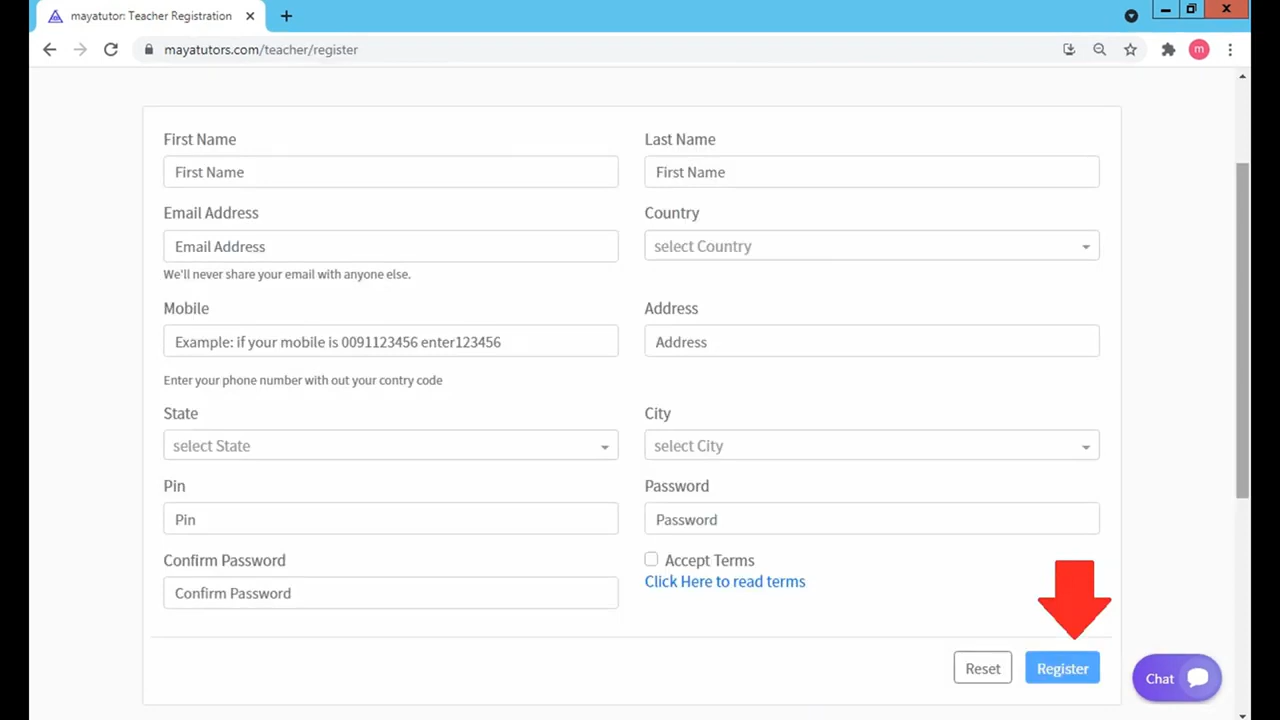 mayatutor: Teacher Registration
mayatutors.com/teacher/register
m
First Name
Last Name
First Name
First Name
Email Address
Country
Email Address
select Country
We'll never share your email with anyone else.
Mobile
Address
Example: if your mobile is 0091123456 enter123456
Address
Enter your phone number with out your contry code
State
City
select State
select City
Pin
Password
Pin
Password
Confirm Password
Accept Terms
Click Here to read terms
Confirm Password
Reset
Register
Chat